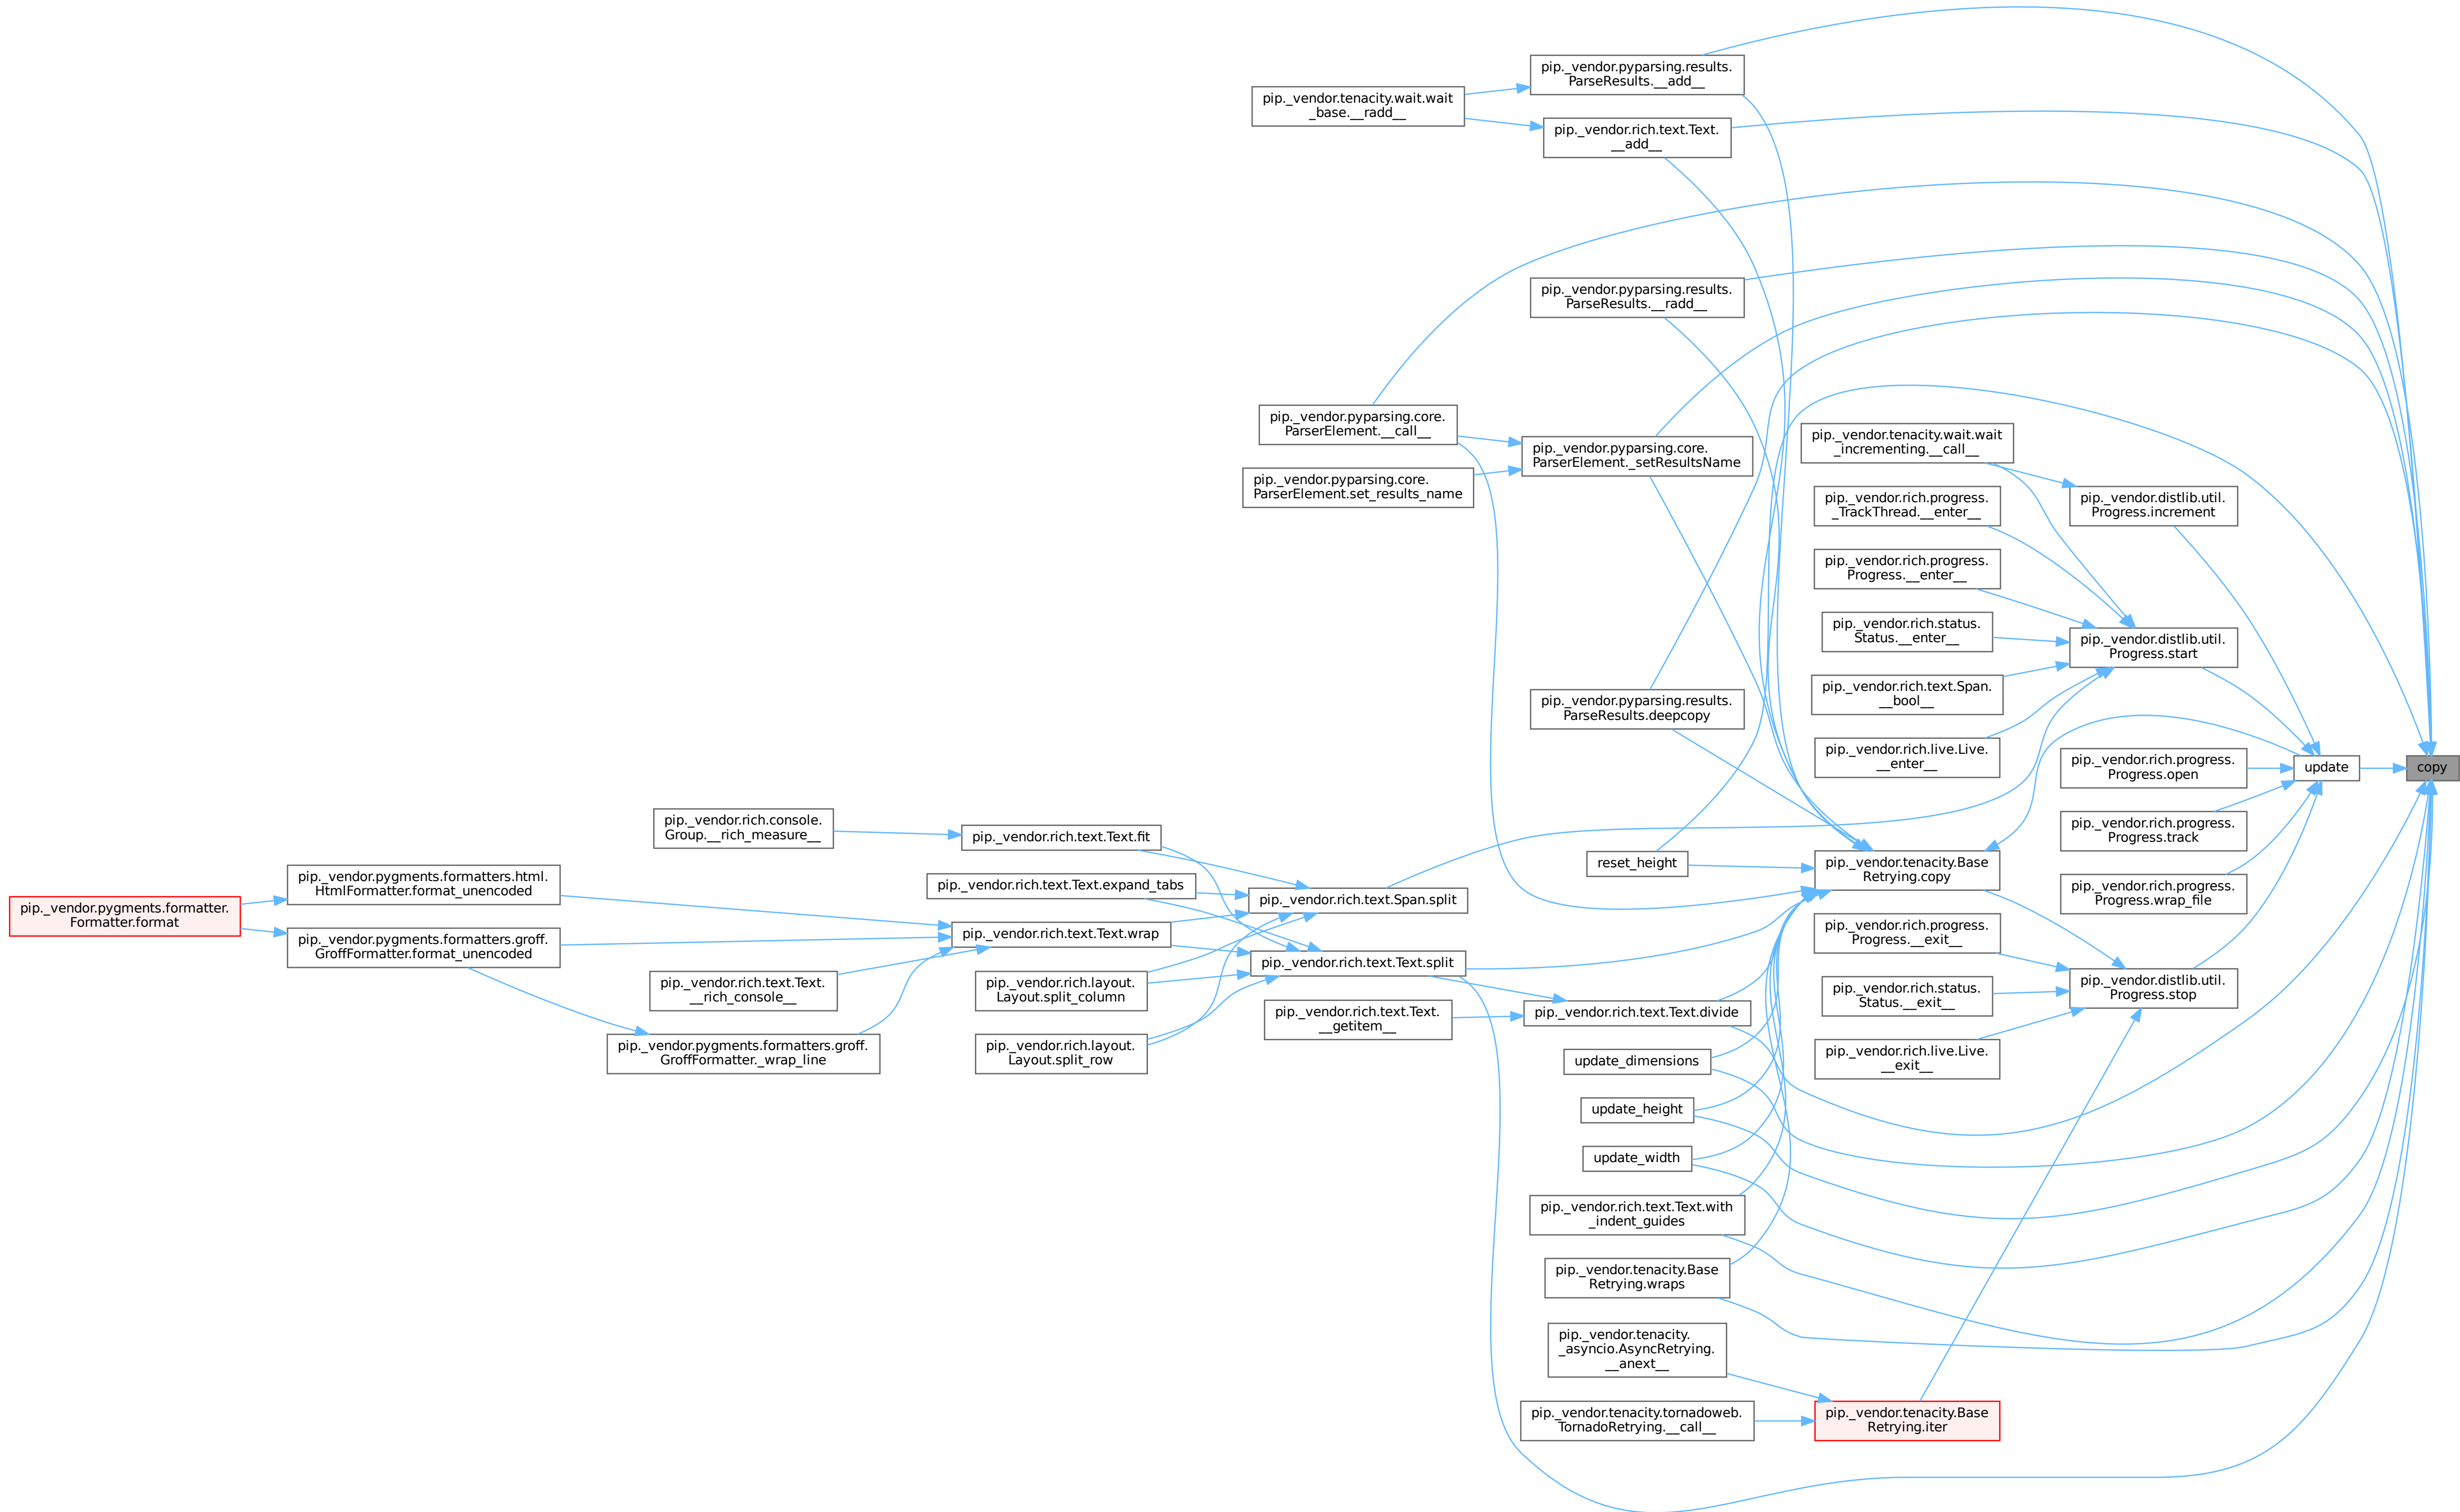 pip._vendor.pyparsing.results.
ParseResults.__add__
pip._vendor.tenacity.wait.wait
_base.__radd__
pip._vendor.rich.text.Text.
__add__
pip._vendor.pyparsing.results.
ParseResults.__radd__
pip._vendor.pyparsing.core.
ParserElement.__call__
pip._vendor.pyparsing.core.
ParserElement._setResultsName
pip._vendor.pyparsing.core.
ParserElement.set_results_name
pip._vendor.tenacity.wait.wait
_incrementing.__call__
pip._vendor.rich.progress.
_TrackThread.__enter__
pip._vendor.distlib.util.
Progress.increment
pip._vendor.rich.progress.
Progress.__enter__
pip._vendor.rich.status.
Status.__enter__
pip._vendor.distlib.util.
Progress.start
pip._vendor.rich.text.Span.
__bool__
pip._vendor.pyparsing.results.
ParseResults.deepcopy
pip._vendor.rich.live.Live.
__enter__
pip._vendor.rich.progress.
Progress.open
update
copy
pip._vendor.rich.progress.
Progress.track
pip._vendor.rich.console.
Group.__rich_measure__
pip._vendor.rich.text.Text.fit
reset_height
pip._vendor.tenacity.Base
Retrying.copy
pip._vendor.rich.progress.
Progress.wrap_file
pip._vendor.pygments.formatters.html.
HtmlFormatter.format_unencoded
pip._vendor.rich.text.Text.expand_tabs
pip._vendor.rich.text.Span.split
pip._vendor.pygments.formatter.
Formatter.format
pip._vendor.pygments.formatters.groff.
GroffFormatter.format_unencoded
pip._vendor.rich.text.Text.wrap
pip._vendor.rich.text.Text.split
pip._vendor.rich.progress.
Progress.__exit__
pip._vendor.rich.text.Text.
__rich_console__
pip._vendor.rich.layout.
Layout.split_column
pip._vendor.rich.status.
Status.__exit__
pip._vendor.distlib.util.
Progress.stop
pip._vendor.rich.text.Text.
__getitem__
pip._vendor.rich.text.Text.divide
pip._vendor.pygments.formatters.groff.
GroffFormatter._wrap_line
pip._vendor.rich.layout.
Layout.split_row
update_dimensions
pip._vendor.rich.live.Live.
__exit__
update_height
update_width
pip._vendor.rich.text.Text.with
_indent_guides
pip._vendor.tenacity.Base
Retrying.wraps
pip._vendor.tenacity.
_asyncio.AsyncRetrying.
__anext__
pip._vendor.tenacity.tornadoweb.
TornadoRetrying.__call__
pip._vendor.tenacity.Base
Retrying.iter